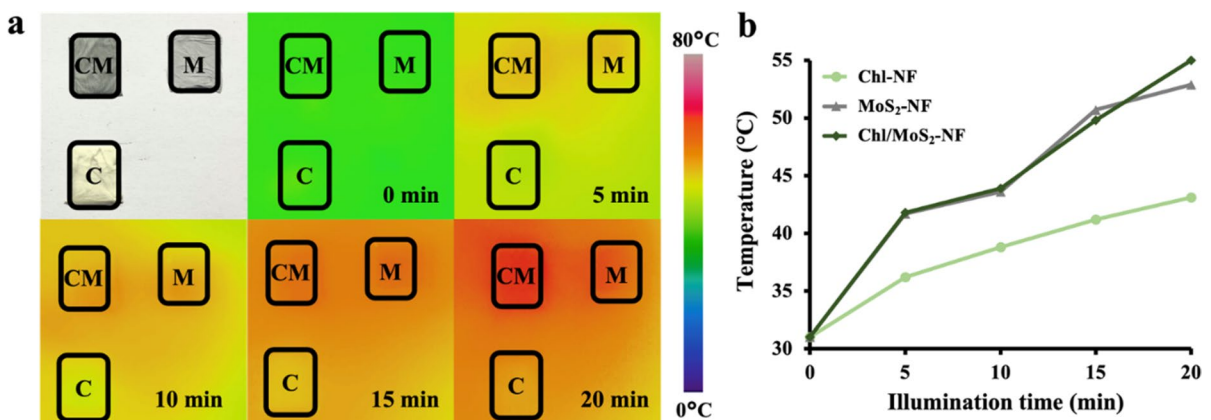 a
CM M
C
CM M
C
0 min
CM M
C
5 min
80°C
CM M
C
10 min
CM M
C
15 min
CM M
C
20 min
0°C
b
Temperature (°C)
55
50
45
40
35
30
Chl-NF
MoS₂-NF
Chl/MoS₂-NF
0 5 10 15 20
Illumination time (min)